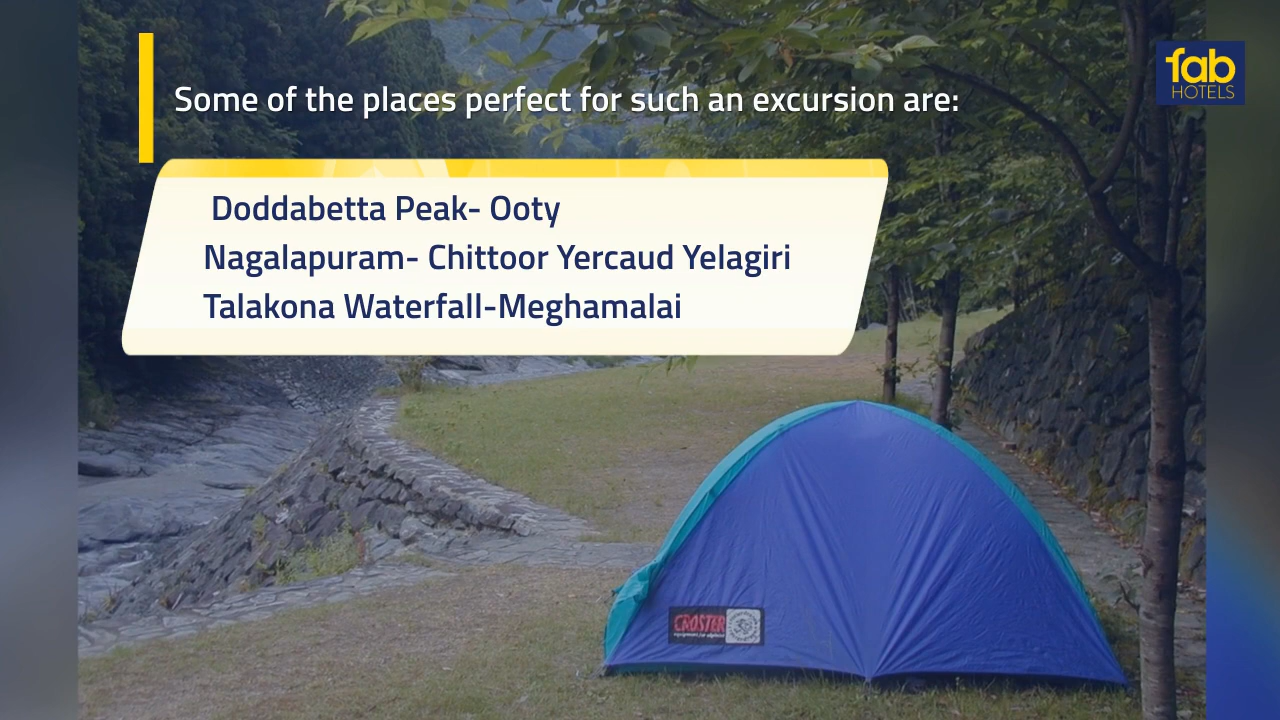 fab
HOTELS
Some of the places perfect for such an excursion are:
Doddabetta Peak- Ooty
Nagalapuram- Chittoor Yercaud Yelagiri
Talakona Waterfall-Meghamalai
CROSTER